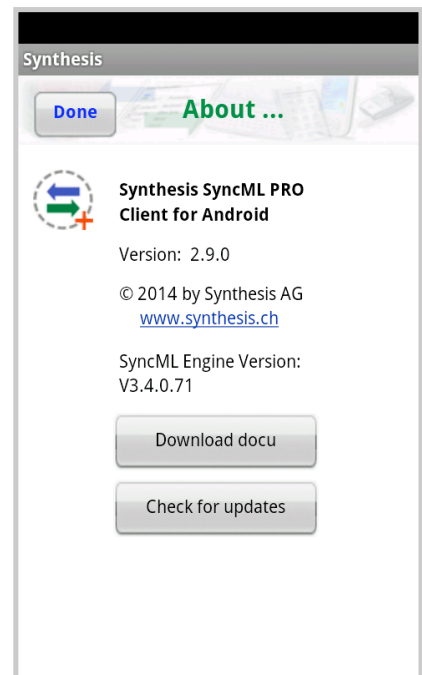 Synthesis
Done
About ...
Synthesis SyncML PRO
Client for Android
Version: 2.9.0
© 2014 by Synthesis AG
www.synthesis.ch
SyncML Engine Version:
V3.4.0.71
Download docu
Check for updates